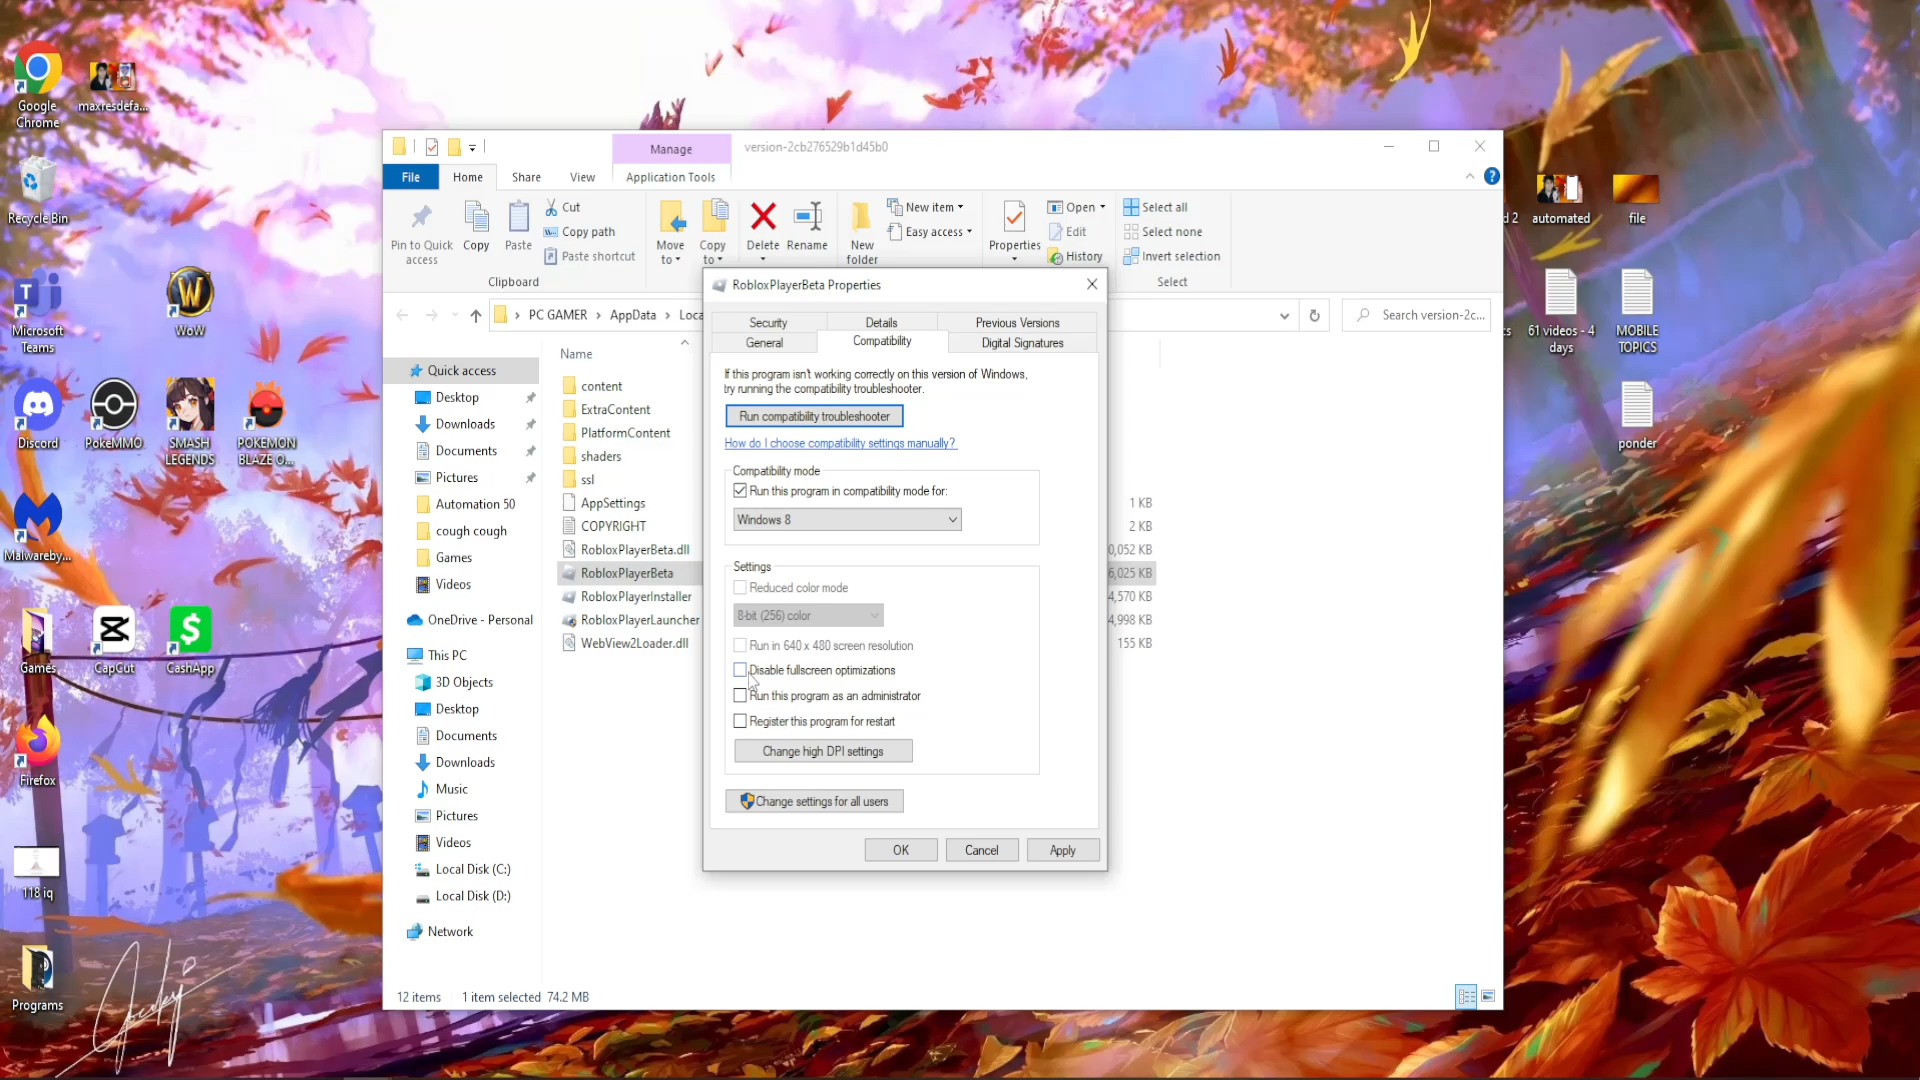 Google
Chrome
maxresdefa...
Recycle Bin
Microsoft
Teams
WoW
Discord
PokeMMO
SMASH
LEGENDS
POKEMON
BLAZE O...
Malwareby...
Games
CapCut
CashApp
Firefox
118 iq
Programs
Manage
version-2cb276529b1d45b0
File
Home
Share
View
Application Tools
Pin to Quick
access
Copy
Paste
Cut
Copy path
Paste shortcut
Clipboard
Move
to
Copy
to
Delete
Rename
New
folder
New item
Easy access
Properties
Open
Edit
History
Select all
Select none
Invert selection
Select
PC GAMER
AppData
Loca
Search version-2c...
Quick access
Desktop
Downloads
Documents
Pictures
Automation 50
cough cough
Games
Videos
OneDrive - Personal
This PC
3D Objects
Desktop
Documents
Downloads
Music
Pictures
Videos
Local Disk (C:)
Local Disk (D:)
Network
Name
content
ExtraContent
PlatformContent
shaders
ssl
AppSettings 1 KB
COPYRIGHT 2 KB
RobloxPlayerBeta.dll 0,052 KB
RobloxPlayerBeta 6,025 KB
RobloxPlayerInstaller 4,570 KB
RobloxPlayerLauncher 4,998 KB
WebView2Loader.dll 155 KB
12 items 1 item selected 74.2 MB
RobloxPlayerBeta Properties
Security
Details
Previous Versions
General
Compatibility
Digital Signatures
If this program isn't working correctly on this version of Windows,
try running the compatibility troubleshooter.
Run compatibility troubleshooter
How do I choose compatibility settings manually?
Compatibility mode
Run this program in compatibility mode for:
Windows 8
Settings
Reduced color mode
8-bit (256) color
Run in 640 x 480 screen resolution
Disable fullscreen optimizations
Run this program as an administrator
Register this program for restart
Change high DPI settings
Change settings for all users
OK
Cancel
Apply
d 2
automated
file
cs
61 videos - 4
days
MOBILE
TOPICS
ponder